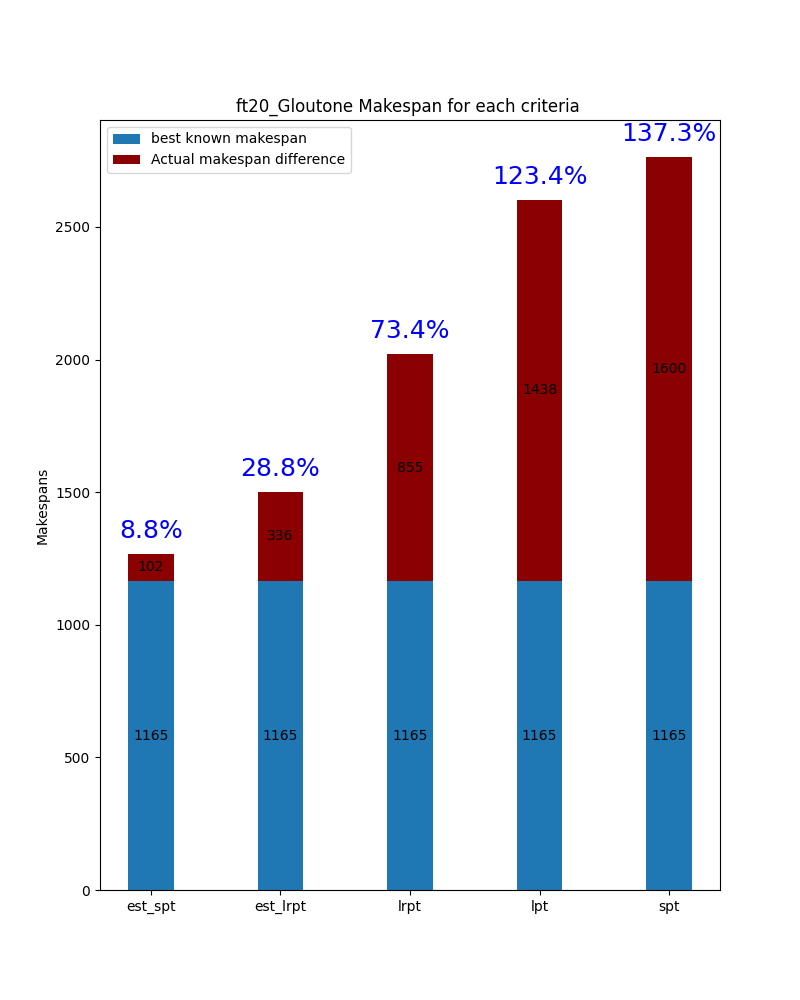 ft20_Gloutone Makespan for each criteria
best known makespan
Actual makespan difference
137.3%
123.4%
73.4%
28.8%
8.8%
2500
2000
1500
1000
500
0
Makespans
1600
1438
855
336
102
1165 1165 1165 1165 1165
est_spt est_lrpt lrpt lpt spt